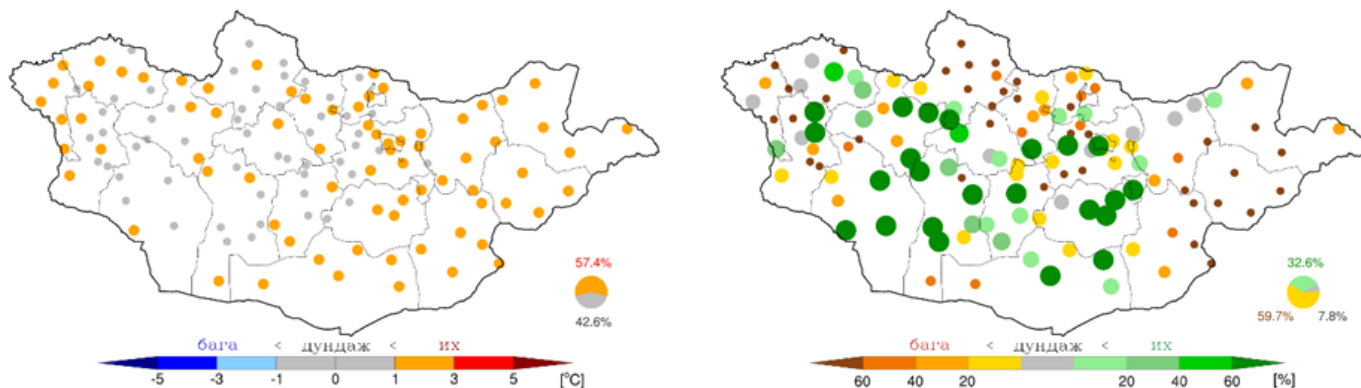 57.4%
42.6%
бага < дундаж < их
-5 -3 -1 0 1 3 5 [°C]
32.6%
59.7% 7.8%
бага < дундаж < их
60 40 20 20 40 60 [%]